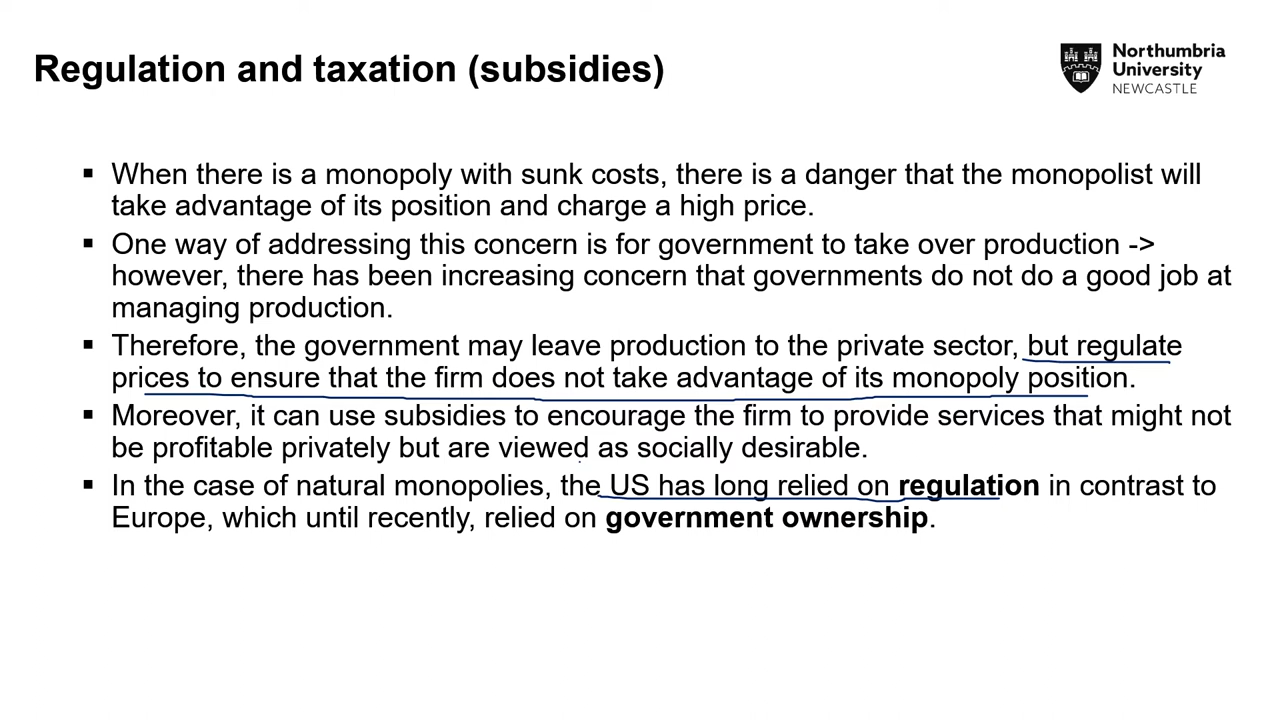 Regulation and taxation (subsidies)
Northumbria
University
NEWCASTLE
▪ When there is a monopoly with sunk costs, there is a danger that the monopolist will
take advantage of its position and charge a high price.
▪ One way of addressing this concern is for government to take over production ->
however, there has been increasing concern that governments do not do a good job at
managing production.
▪ Therefore, the government may leave production to the private sector, but regulate
prices to ensure that the firm does not take advantage of its monopoly position.
▪ Moreover, it can use subsidies to encourage the firm to provide services that might not
be profitable privately but are viewed as socially desirable.
▪ In the case of natural monopolies, the US has long relied on regulation in contrast to
Europe, which until recently, relied on government ownership.